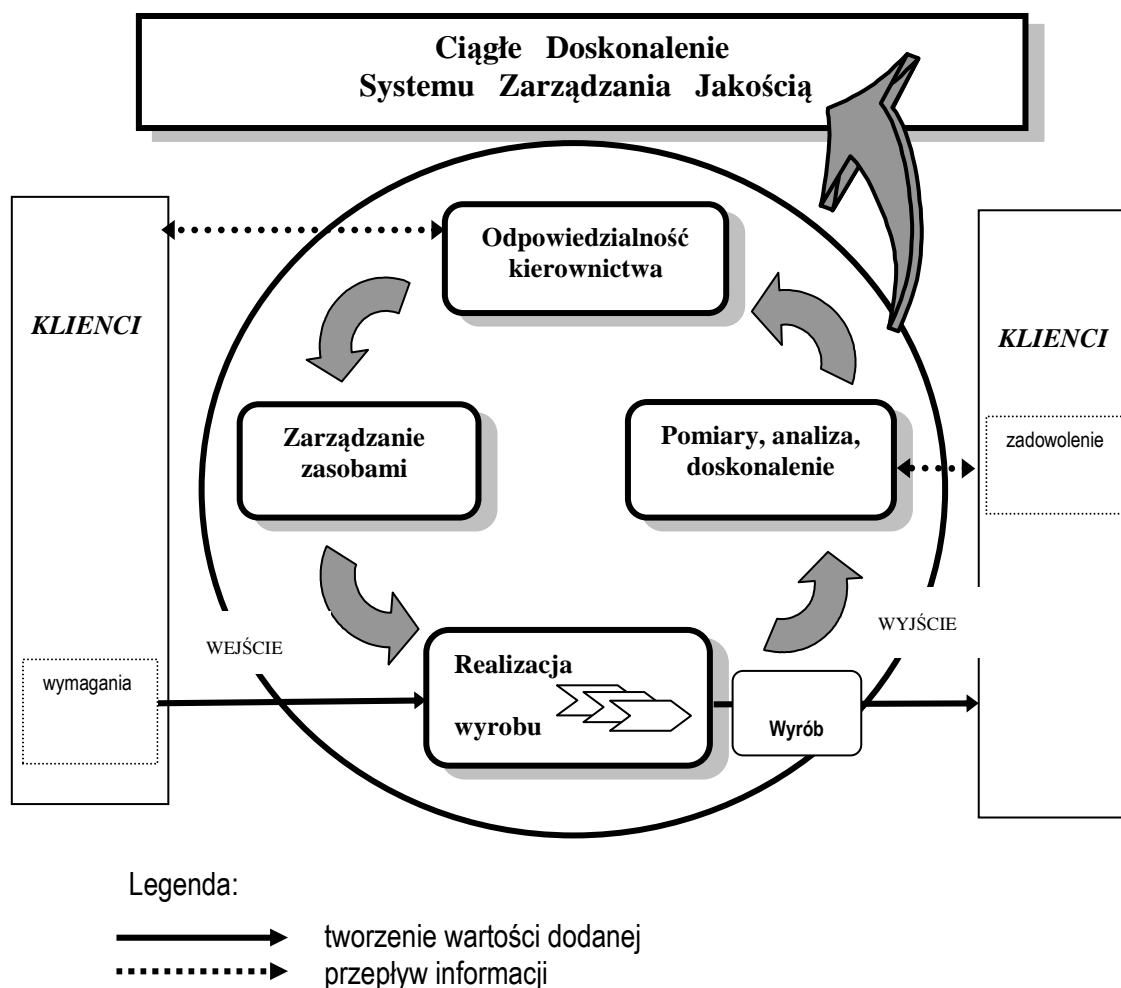 Ciągłe Doskonalenie
Systemu Zarządzania Jakością
Odpowiedzialność
kierownictwa
KLIENCI
KLIENCI
Zarządzanie
zasobami
Pomiary, analiza,
doskonalenie
zadowolenie
WEJŚCIE
WYJŚCIE
wymagania
Realizacja
wyrobu
Wyrób
Legenda:
tworzenie wartości dodanej
przepływ informacji